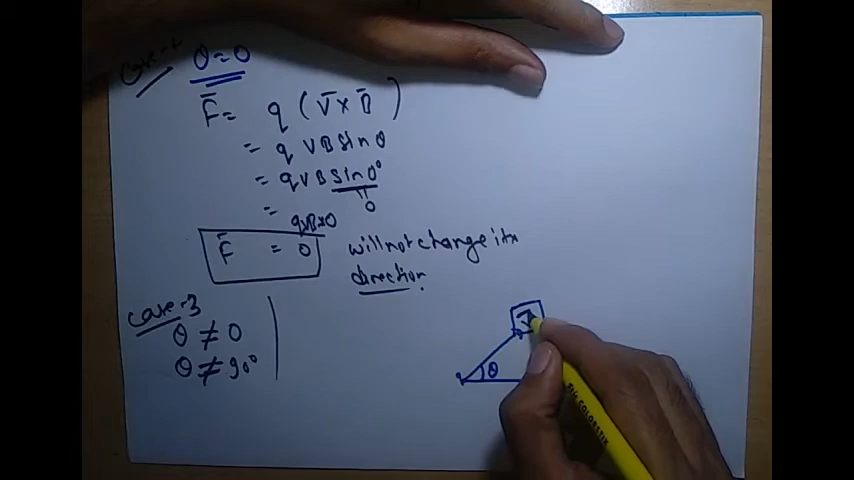 Case-2 θ=0
F̄ = q (V̄ × B̄)
= q VB sin θ
= qVB sin 0°
0
= qVB×0
F̄ = 0 will not change its
direction.
case-3
θ ≠ 0
θ ≠ 90°
V̄
θ